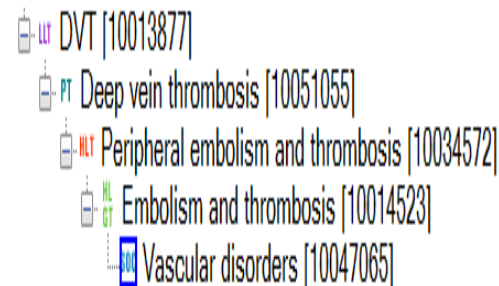 LLT DVT [10013877]
PT Deep vein thrombosis [10051055]
HLT Peripheral embolism and thrombosis [10034572]
HLGT Embolism and thrombosis [10014523]
SOC Vascular disorders [10047065]